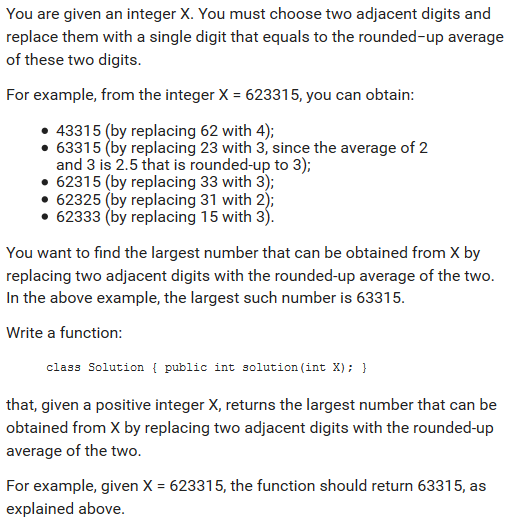 You are given an integer X. You must choose two adjacent digits and
replace them with a single digit that equals to the rounded-up average
of these two digits.
For example, from the integer X = 623315, you can obtain:
• 43315 (by replacing 62 with 4);
• 63315 (by replacing 23 with 3, since the average of 2
and 3 is 2.5 that is rounded-up to 3);
• 62315 (by replacing 33 with 3);
• 62325 (by replacing 31 with 2);
• 62333 (by replacing 15 with 3).
You want to find the largest number that can be obtained from X by
replacing two adjacent digits with the rounded-up average of the two.
In the above example, the largest such number is 63315.
Write a function:
class Solution { public int solution(int X); }
that, given a positive integer X, returns the largest number that can be
obtained from X by replacing two adjacent digits with the rounded-up
average of the two.
For example, given X = 623315, the function should return 63315, as
explained above.